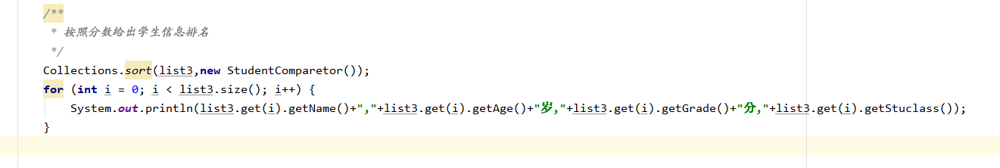 /**
 * 按照分数给出学生信息排名
 */
Collections.sort(list3,new StudentComparetor());
for (int i = 0; i < list3.size(); i++) {
    System.out.println(list3.get(i).getName()+","+list3.get(i).getAge()+"岁,"+list3.get(i).getGrade()+"分,"+list3.get(i).getStuclass());
}